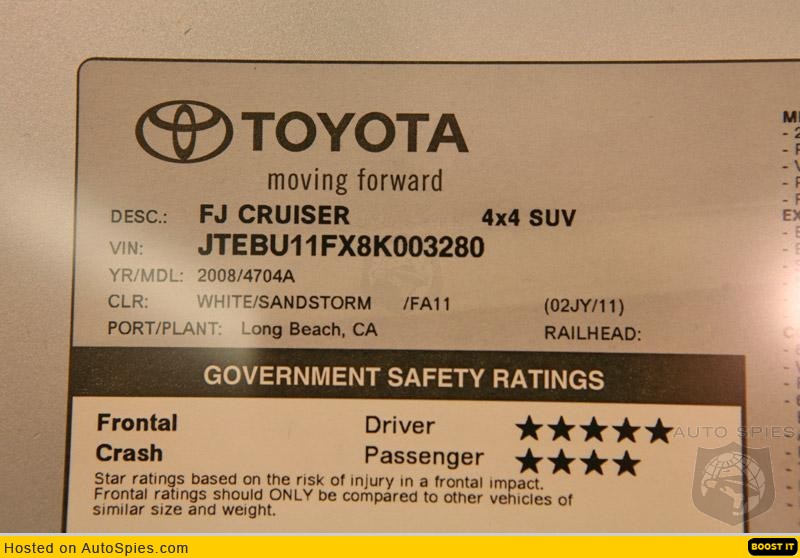 TOYOTA
moving forward
DESC.: FJ CRUISER 4x4 SUV
VIN: JTEBU11FX8K003280
YR/MDL: 2008/4704A
CLR: WHITE/SANDSTORM /FA11 (02JY/11)
PORT/PLANT: Long Beach, CA RAILHEAD:
GOVERNMENT SAFETY RATINGS
Frontal Driver ★★★★★
Crash Passenger ★★★★
Star ratings based on the risk of injury in a frontal impact.
Frontal ratings should ONLY be compared to other vehicles of
similar size and weight.
AUTO SPIES
Hosted on AutoSpies.com BOOST IT